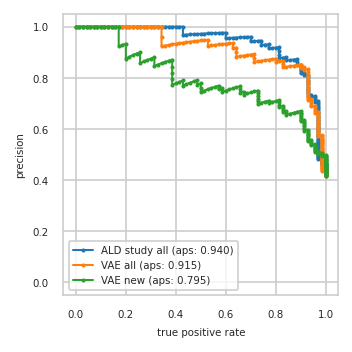 1.0
0.8
0.6
0.4
0.2
0.0
precision
ALD study all (aps: 0.940)
VAE all (aps: 0.915)
VAE new (aps: 0.795)
0.0 0.2 0.4 0.6 0.8 1.0
true positive rate